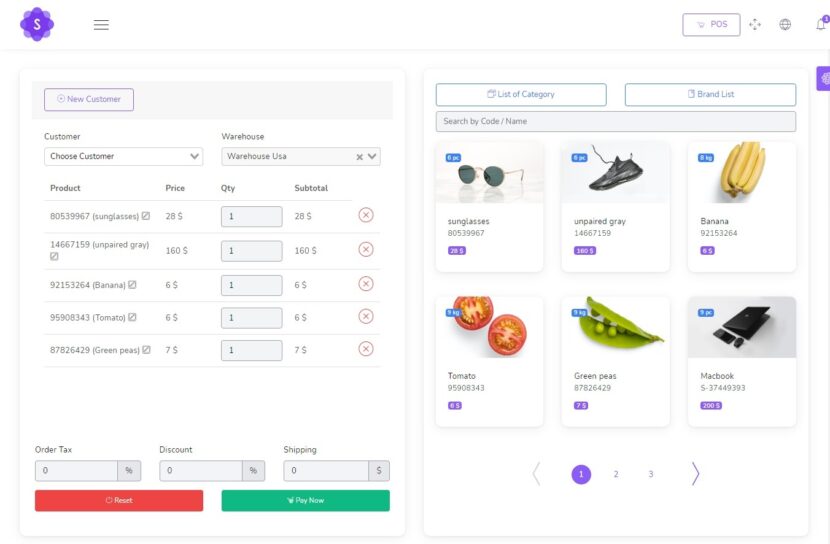 S
POS
1
New Customer
Customer
Warehouse
Choose Customer
Warehouse Usa
Product Price Qty Subtotal
80539967 (sunglasses) 28 $ 1 28 $
14667159 (unpaired gray) 160 $ 1 160 $
92153264 (Banana) 6 $ 1 6 $
95908343 (Tomato) 6 $ 1 6 $
87826429 (Green peas) 7 $ 1 7 $
Order Tax Discount Shipping
0 % 0 % 0 $
Reset Pay Now
List of Category Brand List
Search by Code / Name
6 pc
sunglasses
80539967
28 $
6 pc
unpaired gray
14667159
160 $
8 kg
Banana
92153264
6 $
9 kg
Tomato
95908343
6 $
9 kg
Green peas
87826429
7 $
9 pc
Macbook
S-37449393
200 $
1 2 3